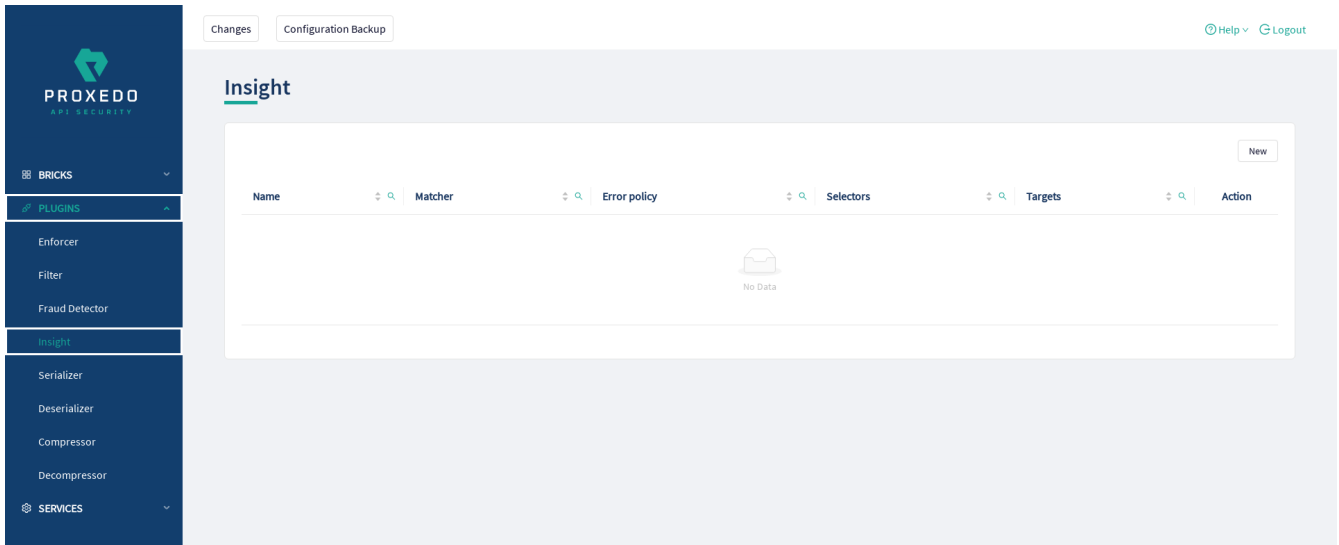 Changes Configuration Backup Help Logout
PROXEDO
API SECURITY
Insight
New
BRICKS
PLUGINS
Enforcer
Filter
Fraud Detector
Insight
Serializer
Deserializer
Compressor
Decompressor
SERVICES
Name Matcher Error policy Selectors Targets Action
No Data